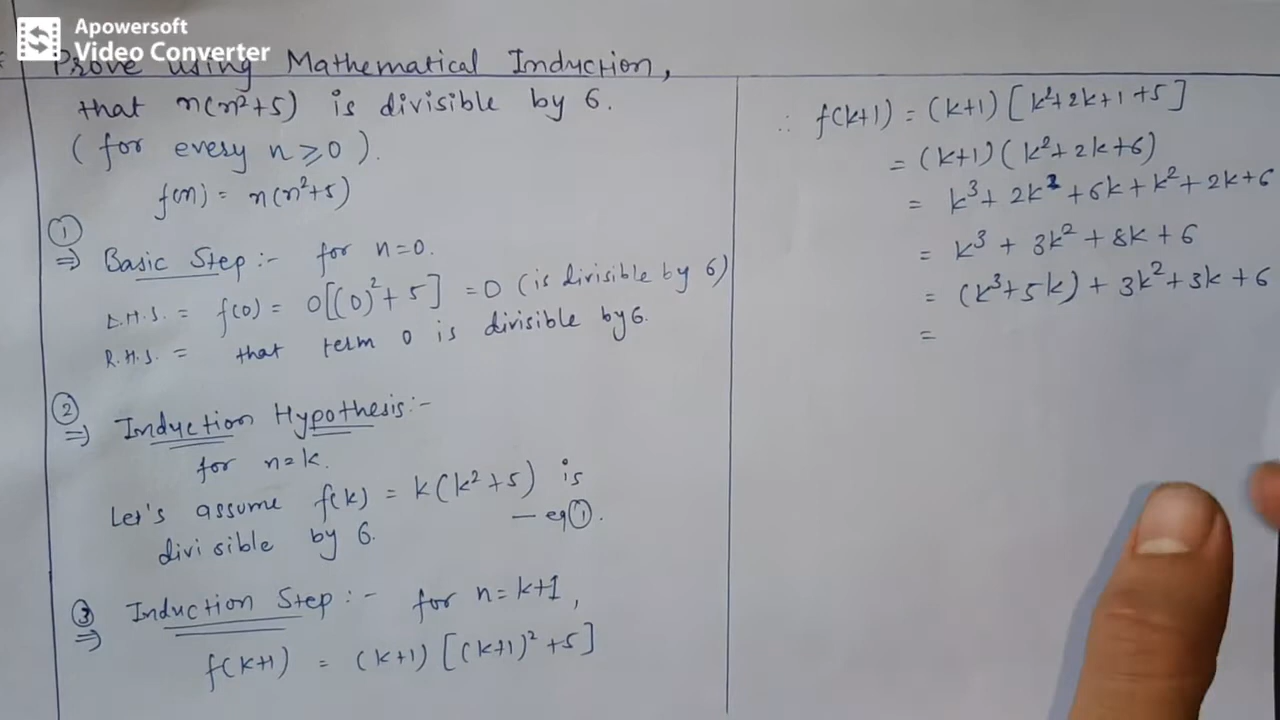 Apowersoft
Video Converter
Prove using Mathematical Induction,
that n(n²+5) is divisible by 6.
(for every n≥0).
f(n) = n(n²+5)
①
⇒ Basic Step:- for n=0.
L.H.S. = f(0) = 0[(0)²+5] = 0 (is divisible by 6)
R.H.S. = that term 0 is divisible by 6.
②
⇒ Induction Hypothesis:-
for n=k.
Let's assume f(k) = k(k²+5) is
— eq①.
divisible by 6.
③
⇒ Induction Step:- for n=k+1,
f(k+1) = (k+1)[(k+1)²+5]
∴ f(k+1) = (k+1)[k²+2k+1+5]
= (k+1)(k²+2k+6)
= k³+2k²+6k+k²+2k+6
= k³+3k²+8k+6
= (k³+5k)+3k²+3k+6
=